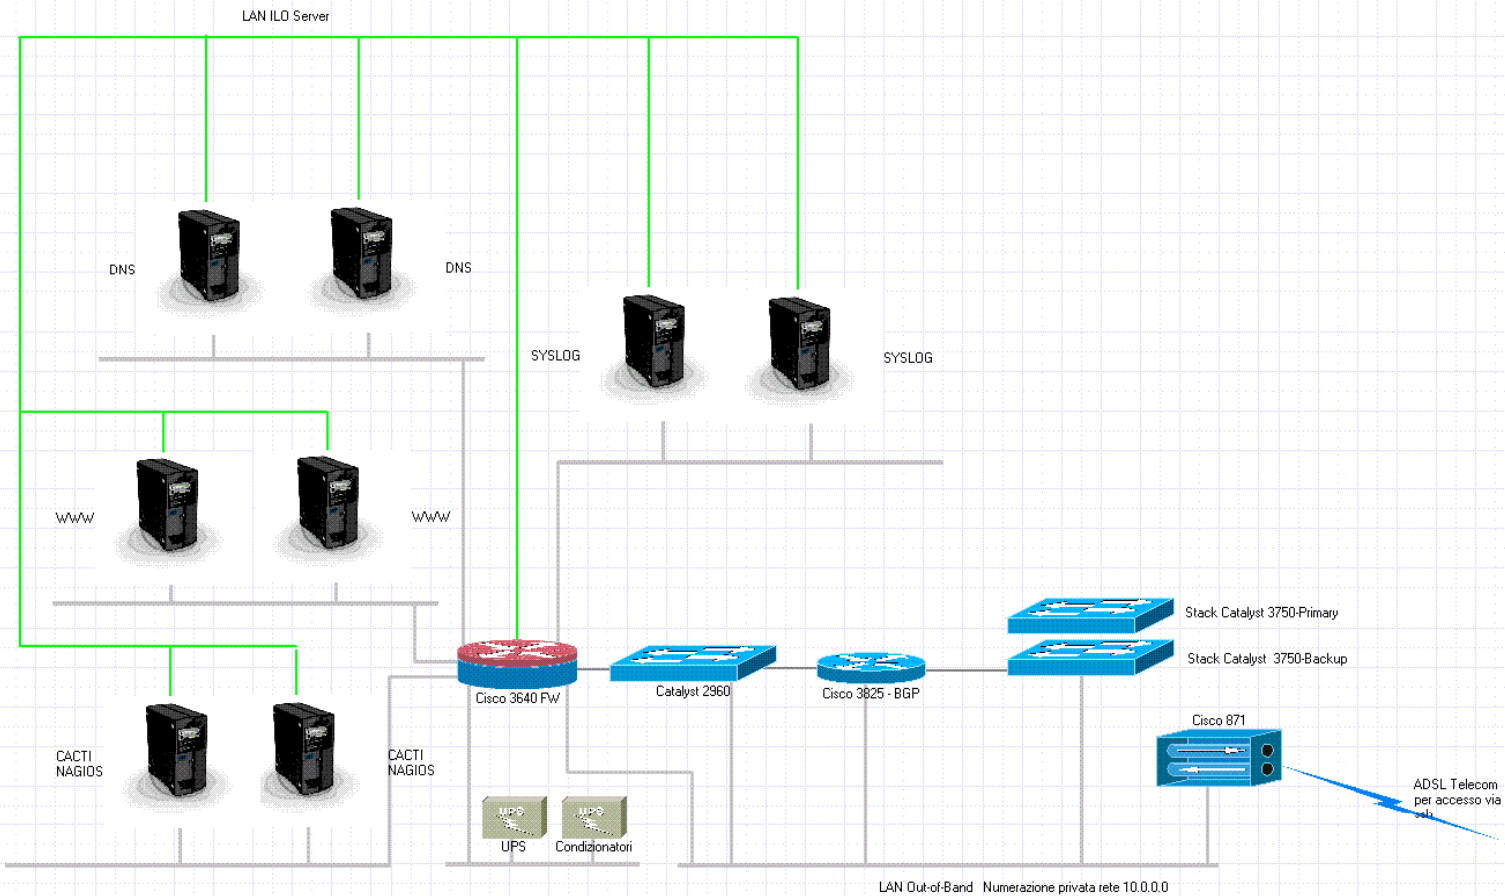 LAN ILO Server
DNS
DNS
SYSLOG
SYSLOG
WWW
WWW
Stack Catalyst 3750-Primary
Stack Catalyst 3750-Backup
Catalyst 2960
Cisco 3640 FW
Cisco 3825 - BGP
Cisco 871
CACTI
NAGIOS
CACTI
NAGIOS
ADSL Telecom
per accesso via
ssh
UPS
UPS
UPS
Condizionatori
LAN Out-of-Band Numerazione privata rete 10.0.0.0